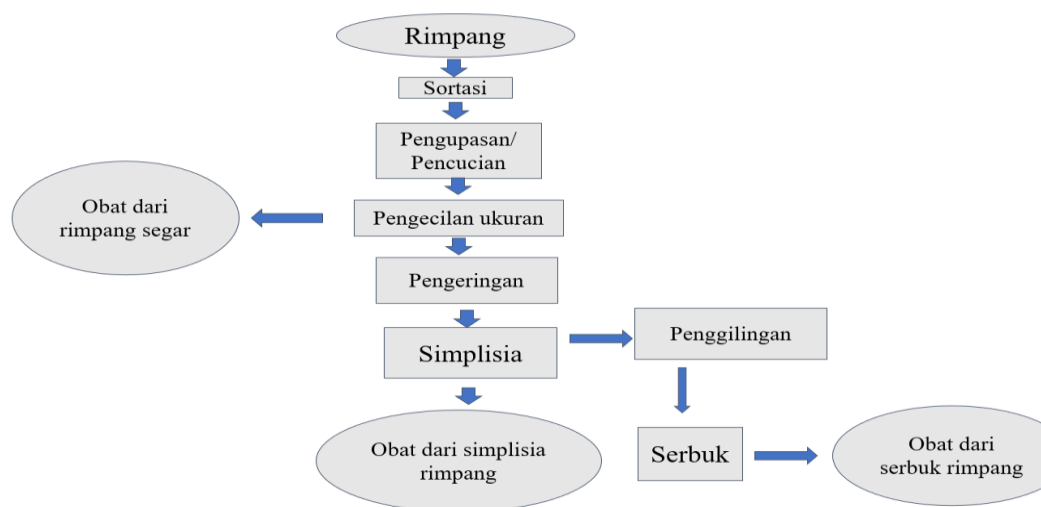 Rimpang
Sortasi
Pengupasan/
Pencucian
Obat dari
rimpang segar
Pengecilan ukuran
Pengeringan
Simplisia
Penggilingan
Obat dari simplisia
rimpang
Serbuk
Obat dari
serbuk rimpang